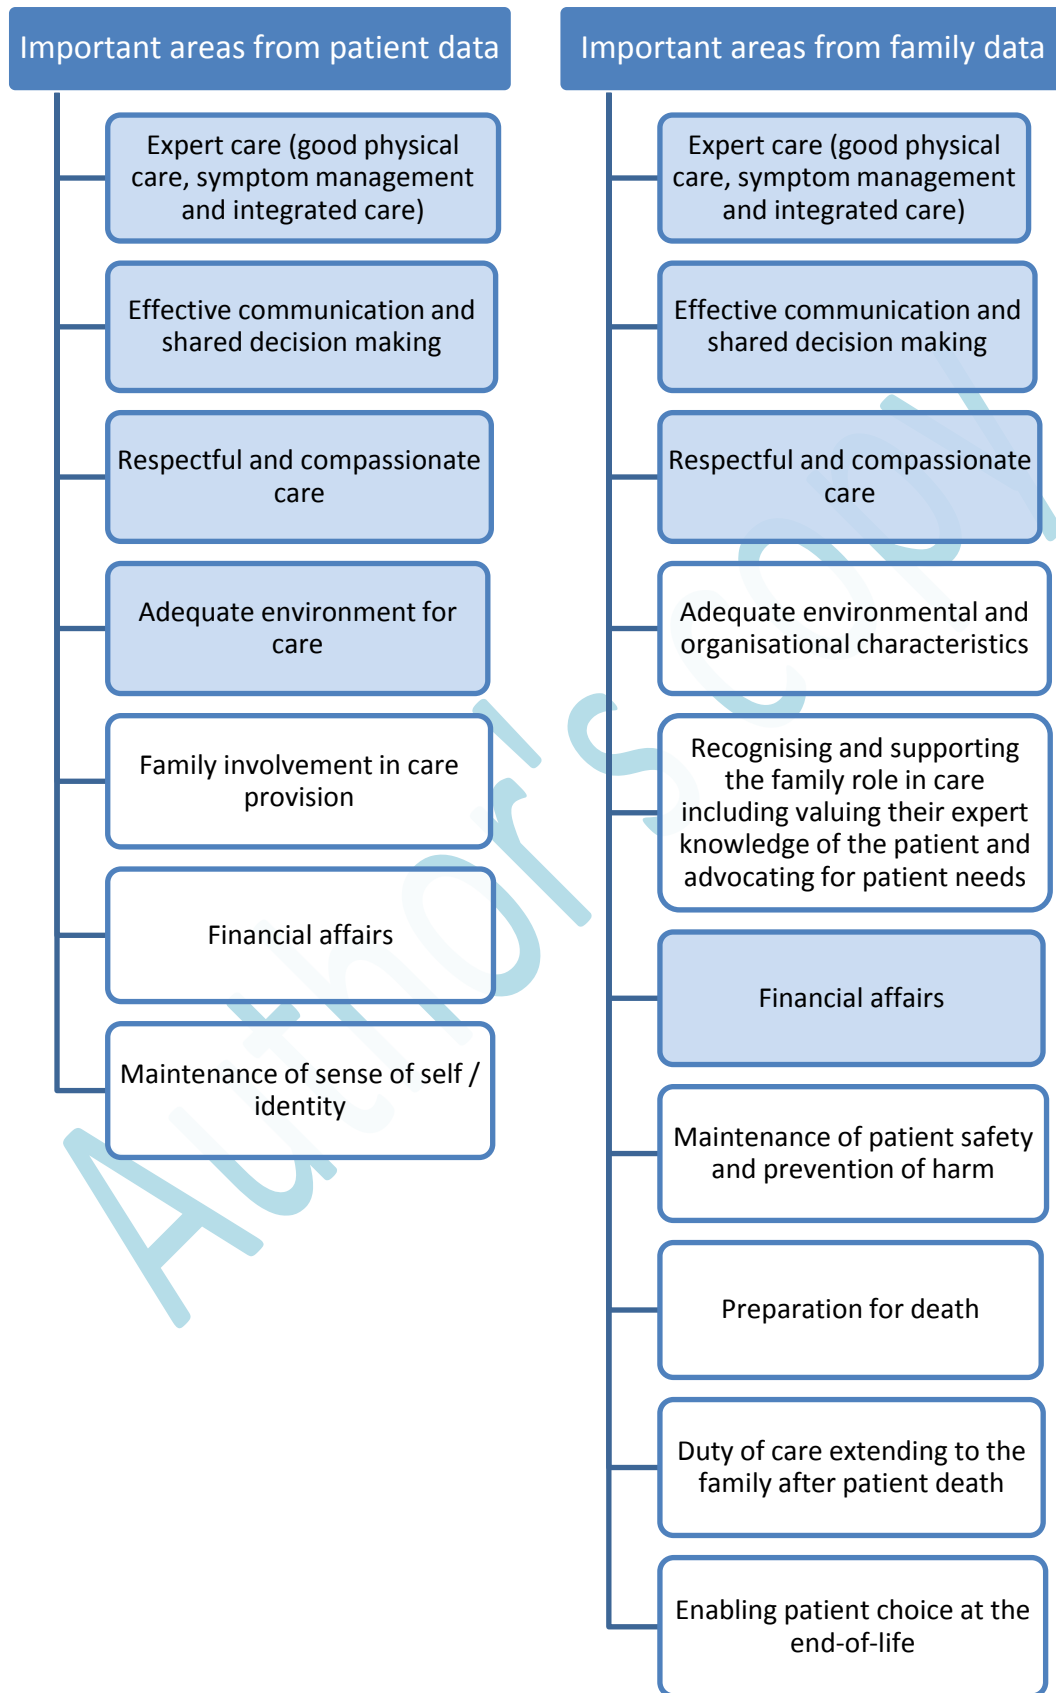 Important areas from patient data
Expert care (good physical
care, symptom management
and integrated care)
Effective communication and
shared decision making
Respectful and compassionate
care
Adequate environment for
care
Family involvement in care
provision
Financial affairs
Maintenance of sense of self /
identity
Important areas from family data
Expert care (good physical
care, symptom management
and integrated care)
Effective communication and
shared decision making
Respectful and compassionate
care
Adequate environmental and
organisational characteristics
Recognising and supporting
the family role in care
including valuing their expert
knowledge of the patient and
advocating for patient needs
Financial affairs
Maintenance of patient safety
and prevention of harm
Preparation for death
Duty of care extending to the
family after patient death
Enabling patient choice at the
end-of-life
Author's copy